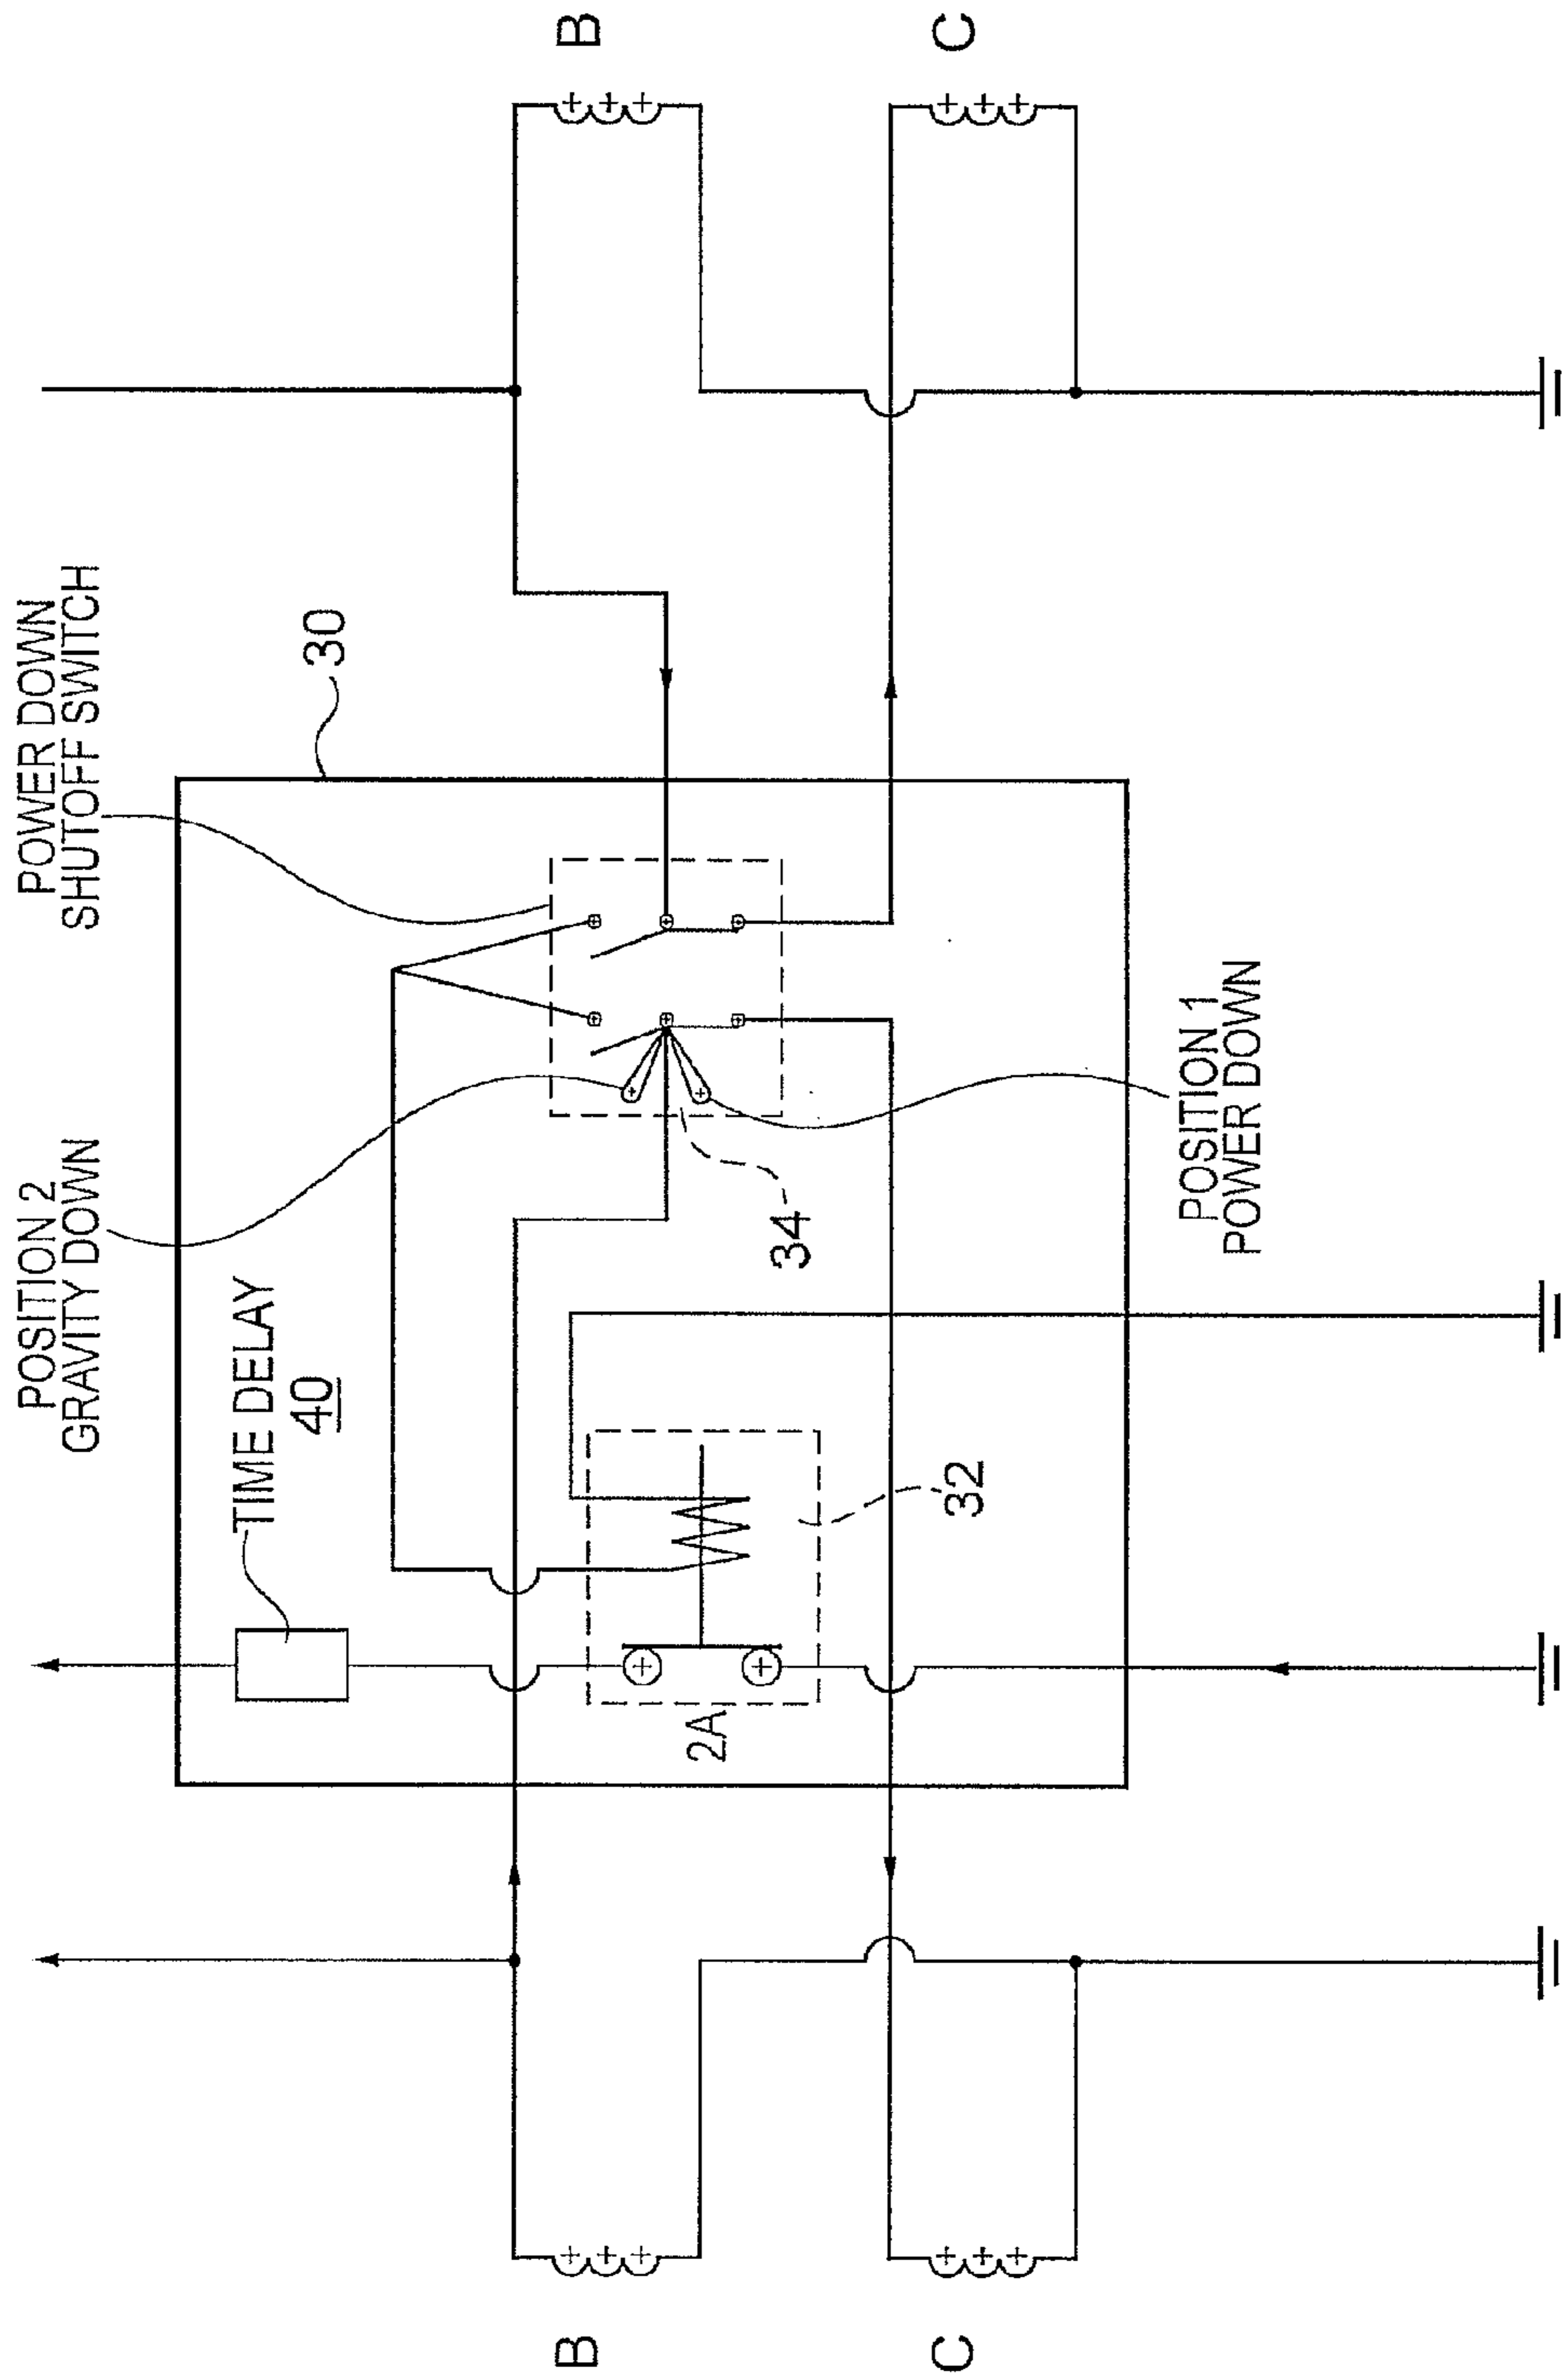 POSITION 2
GRAVITY DOWN
POWER DOWN
SHUTOFF SWITCH
TIME DELAY
40
30
B
B
2A
34
C
32
C
POSITION 1
POWER DOWN